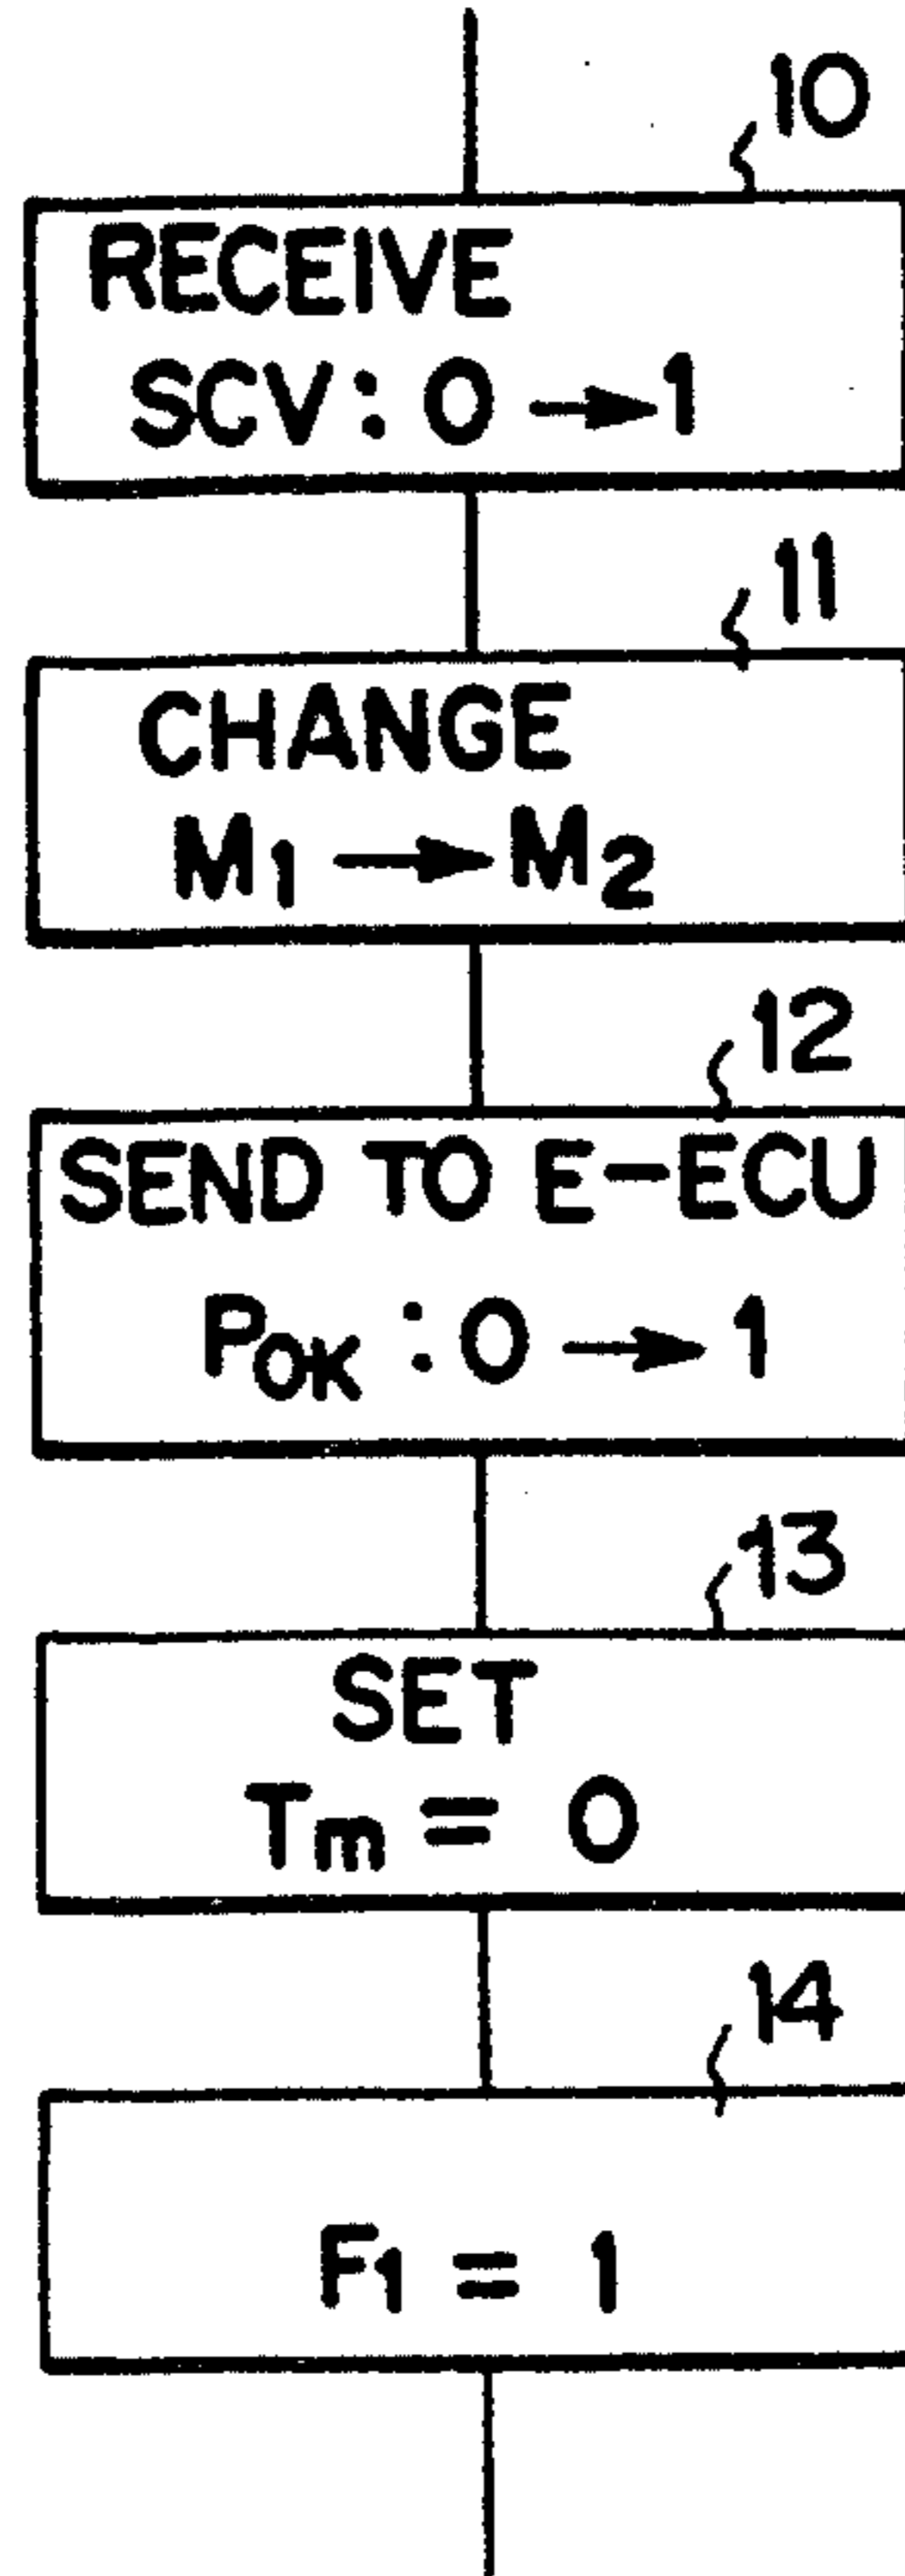 10
RECEIVE
SCV : 0 → 1
11
CHANGE
M₁ → M₂
12
SEND TO E-ECU
P_OK : 0 → 1
13
SET
Tm = 0
14
F₁ = 1